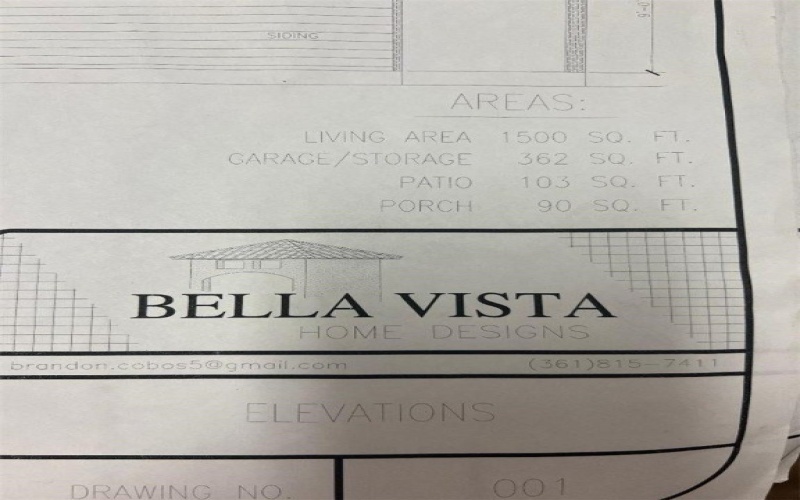 SIDING
AREAS:
LIVING AREA 1500 SQ. FT.
GARAGE/STORAGE 362 SQ. FT.
PATIO 103 SQ. FT.
PORCH 90 SQ. FT.
BELLA VISTA
HOME DESIGNS
brandon.cobos5@gmail.com (361)815-7411
ELEVATIONS
DRAWING NO. 001